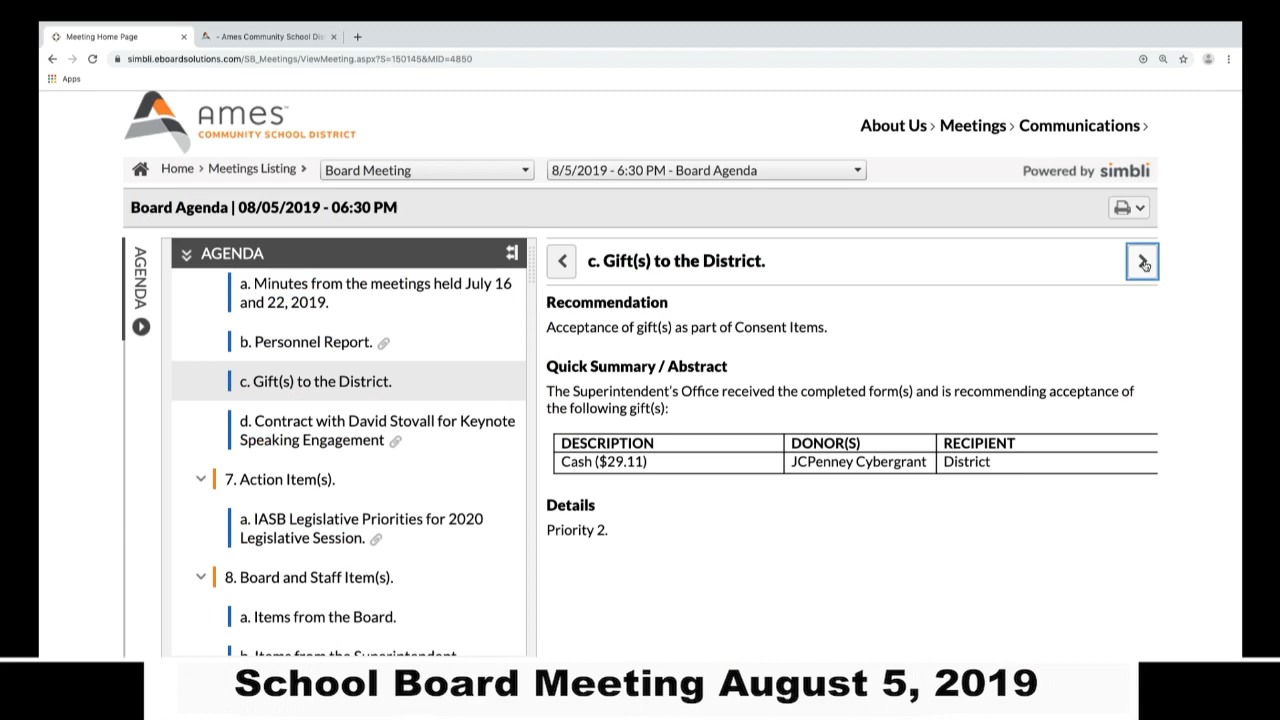 Meeting Home Page
- Ames Community School Dis
simbli.eboardsolutions.com/SB_Meetings/ViewMeeting.aspx?S=150145&MID=4850
Apps
AMES™
COMMUNITY SCHOOL DISTRICT
About Us › Meetings › Communications ›
Home › Meetings Listing ›
Board Meeting
8/5/2019 - 6:30 PM - Board Agenda
Powered by simbli
Board Agenda | 08/05/2019 - 06:30 PM
AGENDA
AGENDA
a. Minutes from the meetings held July 16
and 22, 2019.
b. Personnel Report.
c. Gift(s) to the District.
d. Contract with David Stovall for Keynote
Speaking Engagement
7. Action Item(s).
a. IASB Legislative Priorities for 2020
Legislative Session.
8. Board and Staff Item(s).
a. Items from the Board.
b. Items from the Superintendent
c. Gift(s) to the District.
Recommendation
Acceptance of gift(s) as part of Consent Items.
Quick Summary / Abstract
The Superintendent's Office received the completed form(s) and is recommending acceptance of
the following gift(s):
DESCRIPTION DONOR(S) RECIPIENT
Cash ($29.11) JCPenney Cybergrant District
Details
Priority 2.
School Board Meeting August 5, 2019